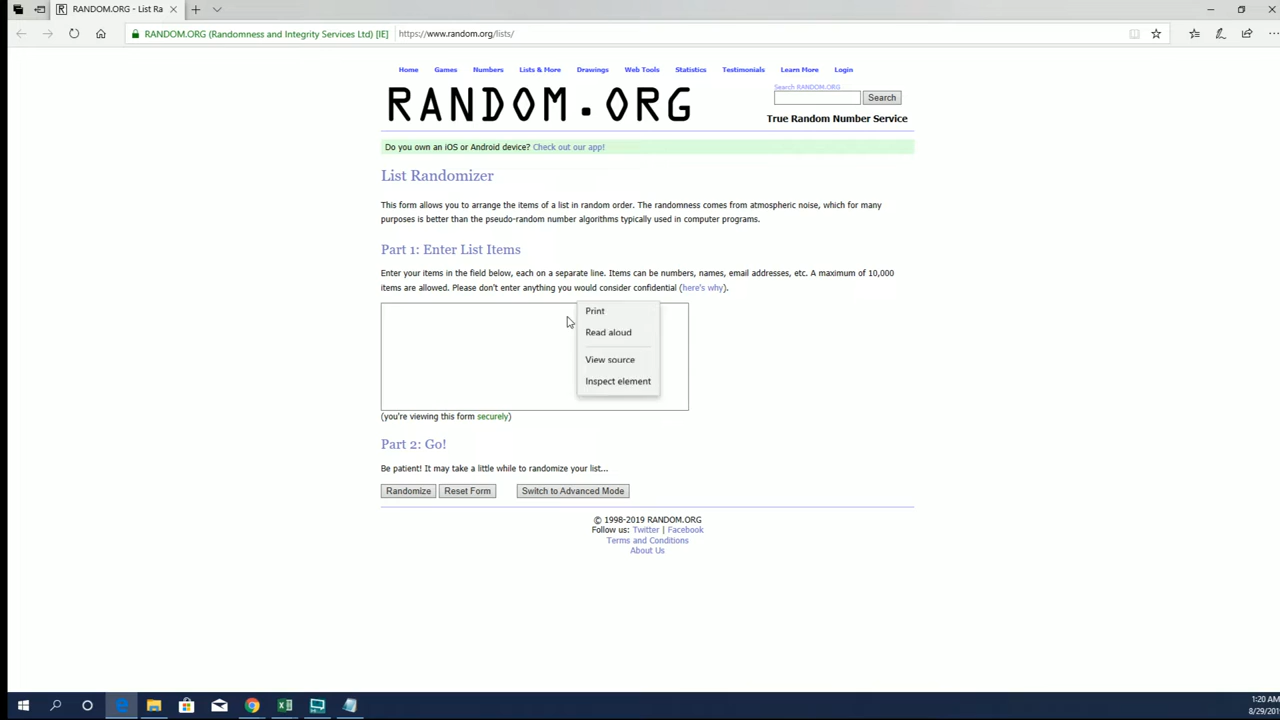 RANDOM.ORG - List Ra
RANDOM.ORG (Randomness and Integrity Services Ltd) [IE] https://www.random.org/lists/
Home Games Numbers Lists & More Drawings Web Tools Statistics Testimonials Learn More Login
RANDOM.ORG
Search RANDOM.ORG
Search
True Random Number Service
Do you own an iOS or Android device? Check out our app!
List Randomizer
This form allows you to arrange the items of a list in random order. The randomness comes from atmospheric noise, which for many
purposes is better than the pseudo-random number algorithms typically used in computer programs.
Part 1: Enter List Items
Enter your items in the field below, each on a separate line. Items can be numbers, names, email addresses, etc. A maximum of 10,000
items are allowed. Please don't enter anything you would consider confidential (here's why).
Print
Read aloud
View source
Inspect element
(you're viewing this form securely)
Part 2: Go!
Be patient! It may take a little while to randomize your list...
Randomize Reset Form Switch to Advanced Mode
© 1998-2019 RANDOM.ORG
Follow us: Twitter | Facebook
Terms and Conditions
About Us
1:20 AM
8/29/201